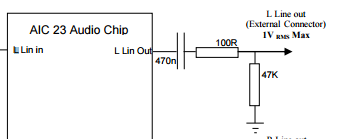 L Line out
(External Connector)
1V RMS Max
AIC 23 Audio Chip
L Lin in
L Lin Out
100R
470n
47K